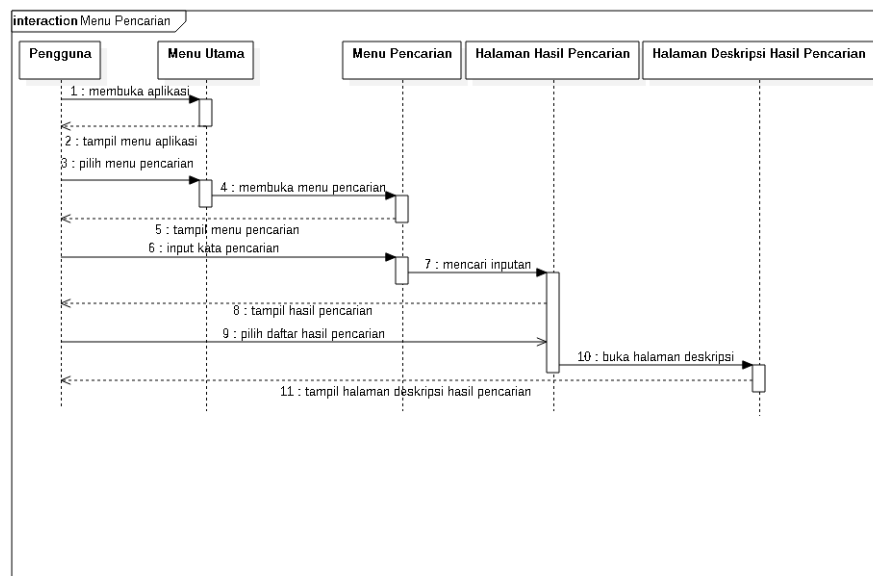 interaction Menu Pencarian
Pengguna
Menu Utama
Menu Pencarian
Halaman Hasil Pencarian
Halaman Deskripsi Hasil Pencarian
1 : membuka aplikasi
2 : tampil menu aplikasi
3 : pilih menu pencarian
4 : membuka menu pencarian
5 : tampil menu pencarian
6 : input kata pencarian
7 : mencari inputan
8 : tampil hasil pencarian
9 : pilih daftar hasil pencarian
10 : buka halaman deskripsi
11 : tampil halaman deskripsi hasil pencarian